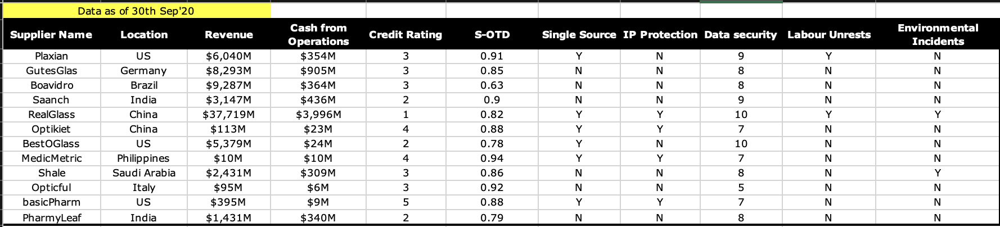 Data as of 30th Sep'20
Supplier Name Location Revenue Cash from Operations Credit Rating S-OTD Single Source IP Protection Data security Labour Unrests Environmental Incidents
Plaxian US $6,040M $354M 3 0.91 Y N 9 Y N
GutesGlas Germany $8,293M $905M 3 0.85 N N 8 N N
Boavidro Brazil $9,287M $364M 3 0.63 N N 8 N N
Saanch India $3,147M $436M 2 0.9 N N 9 N N
RealGlass China $37,719M $3,996M 1 0.82 Y Y 10 Y Y
Optikiet China $113M $23M 4 0.88 Y Y 7 N N
BestOGlass US $5,379M $24M 2 0.78 Y N 10 N N
MedicMetric Philippines $10M $10M 4 0.94 Y Y 7 N N
Shale Saudi Arabia $2,431M $309M 3 0.86 N N 8 N Y
Opticful Italy $95M $6M 3 0.92 N N 5 N N
basicPharm US $395M $9M 5 0.88 Y Y 7 N N
PharmyLeaf India $1,431M $340M 2 0.79 N N 8 N N